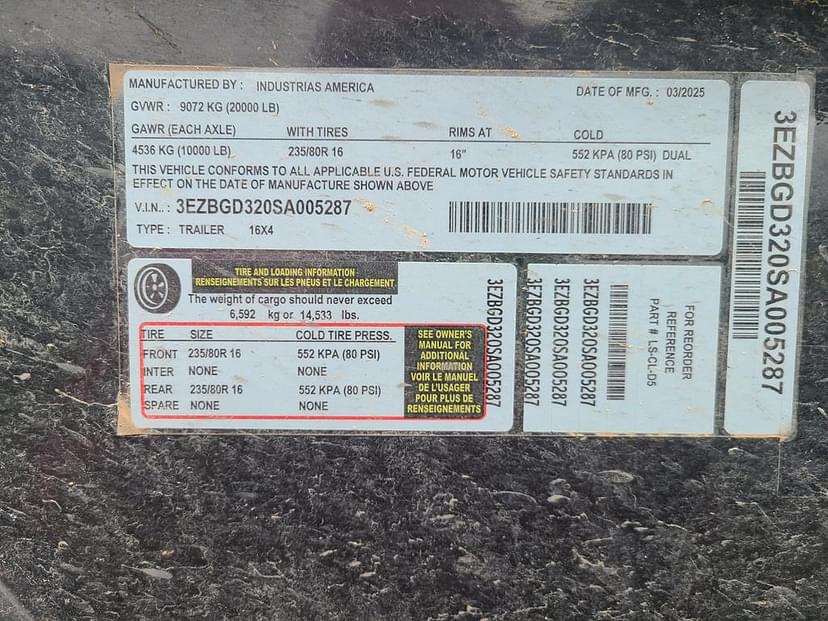 MANUFACTURED BY : INDUSTRIAS AMERICA DATE OF MFG. : 03/2025
GVWR : 9072 KG (20000 LB)
GAWR (EACH AXLE) WITH TIRES RIMS AT COLD
4536 KG (10000 LB) 235/80R 16 16" 552 KPA (80 PSI) DUAL
THIS VEHICLE CONFORMS TO ALL APPLICABLE U.S. FEDERAL MOTOR VEHICLE SAFETY STANDARDS IN
EFFECT ON THE DATE OF MANUFACTURE SHOWN ABOVE
V.I.N.. : 3EZBGD320SA005287
TYPE : TRAILER 16X4
3EZBGD320SA005287
TIRE AND LOADING INFORMATION
RENSEIGNEMENTS SUR LES PNEUS ET LE CHARGEMENT
The weight of cargo should never exceed
6,592 kg or 14,533 lbs.
TIRE SIZE COLD TIRE PRESS.
FRONT 235/80R 16 552 KPA (80 PSI)
INTER NONE NONE
REAR 235/80R 16 552 KPA (80 PSI)
SPARE NONE NONE
SEE OWNER'S
MANUAL FOR
ADDITIONAL
INFORMATION
VOIR LE MANUEL
DE L'USAGER
POUR PLUS DE
RENSEIGNEMENTS
3EZBGD320SA005287
3EZBGD320SA005287
3EZBGD320SA005287
3EZBGD320SA005287
FOR REORDER
REFERENCE
PART # LS-CL-D5